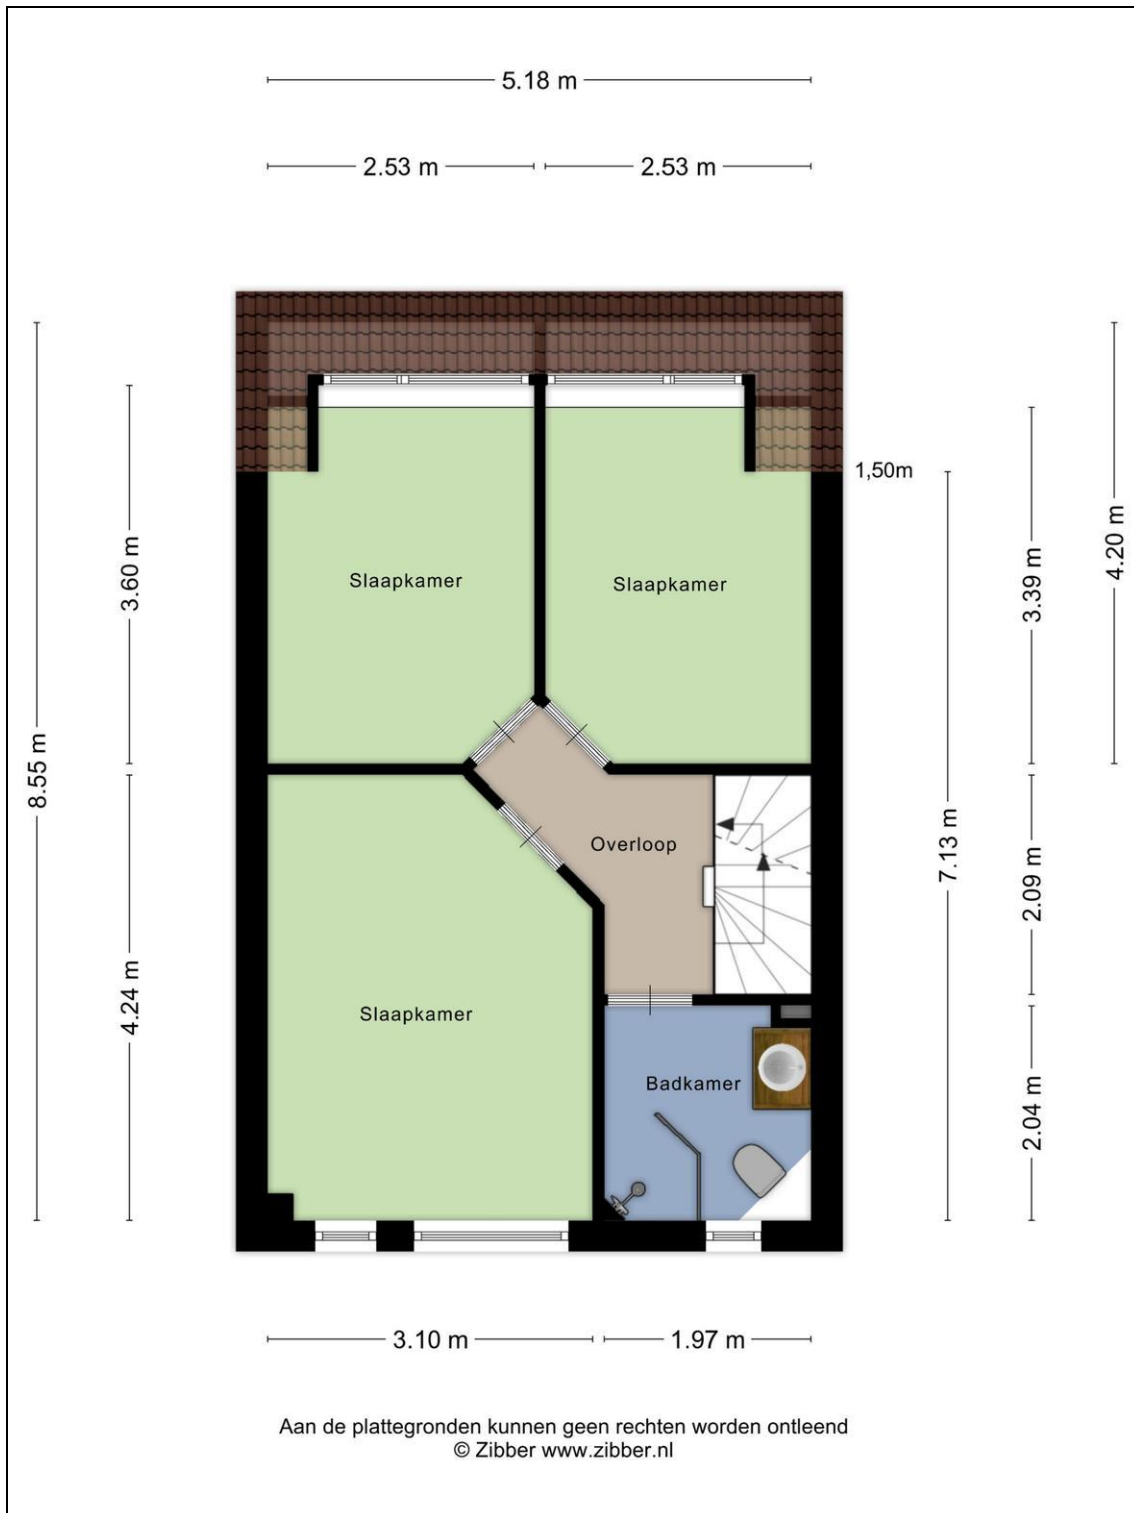 5.18 m
2.53 m
2.53 m
1,50m
3.60 m
8.55 m
4.24 m
4.20 m
3.39 m
7.13 m
2.09 m
2.04 m
Slaapkamer
Slaapkamer
Overloop
Slaapkamer
Badkamer
3.10 m
1.97 m
Aan de plattegronden kunnen geen rechten worden ontleend
© Zibber www.zibber.nl